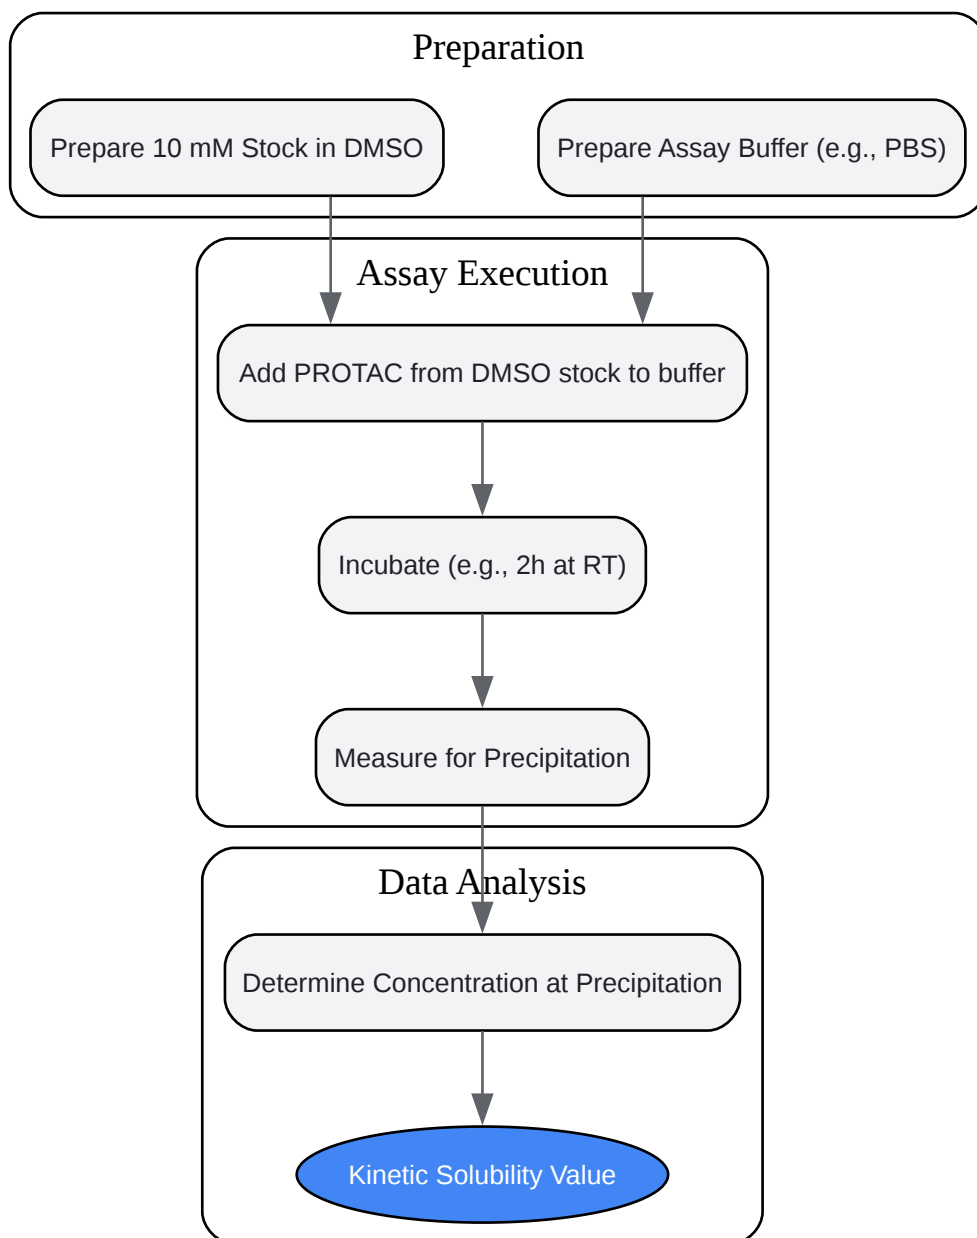 Preparation
Prepare 10 mM Stock in DMSO
Prepare Assay Buffer (e.g., PBS)
Assay Execution
Add PROTAC from DMSO stock to buffer
Incubate (e.g., 2h at RT)
Measure for Precipitation
Data Analysis
Determine Concentration at Precipitation
Kinetic Solubility Value